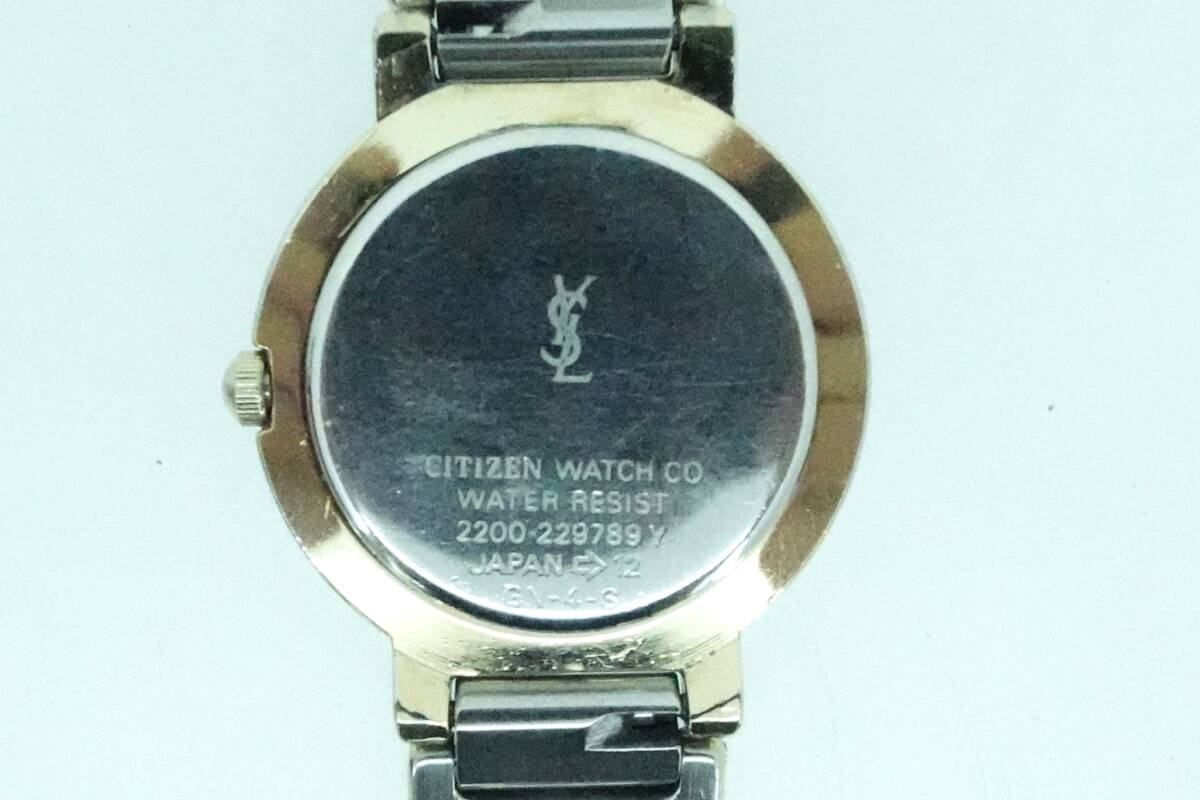 YSL
CITIZEN WATCH CO
WATER RESIST
2200-229789 Y
JAPAN ⇨ 12
GN-4-S